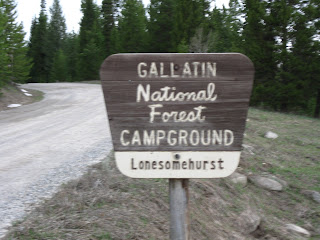 GALLATIN
National
Forest
CAMPGROUND
LONESOMEHURST